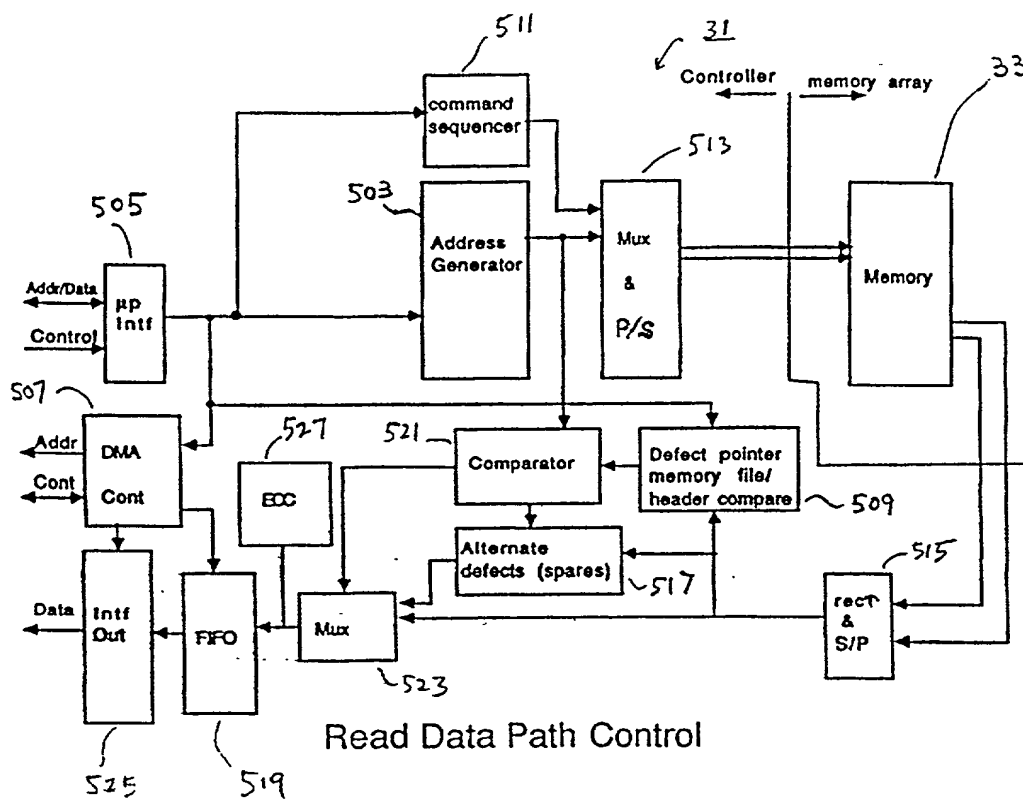 511
31
33
Controller
memory array
command
sequencer
513
503
505
Address
Generator
Mux
&
P/S
Memory
Addr/Data
µp
Intf
Control
507
527
521
Addr
DMA
Cont
Cont
ECC
Comparator
Defect pointer
memory file/
header compare
509
Alternate
defects (spares)
517
515
Data
Intf
Out
FIFO
Mux
rect
&
S/P
523
Read Data Path Control
525
519